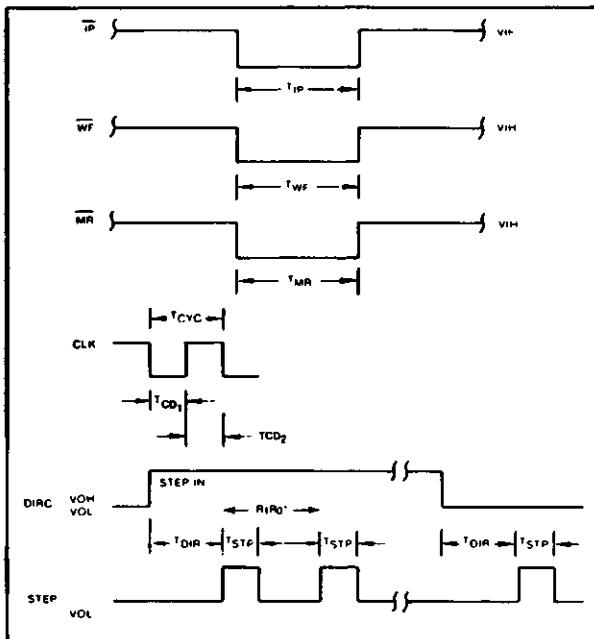 IP VIH
TIP
WF VIH
TWF
MR VIH
TMR
TCYC
CLK
TCD1
TCD2
STEP IN
DIRC VOH
VOL
R1R0'
TDIR TSTP TSTP TDIR TSTP
STEP
VOL